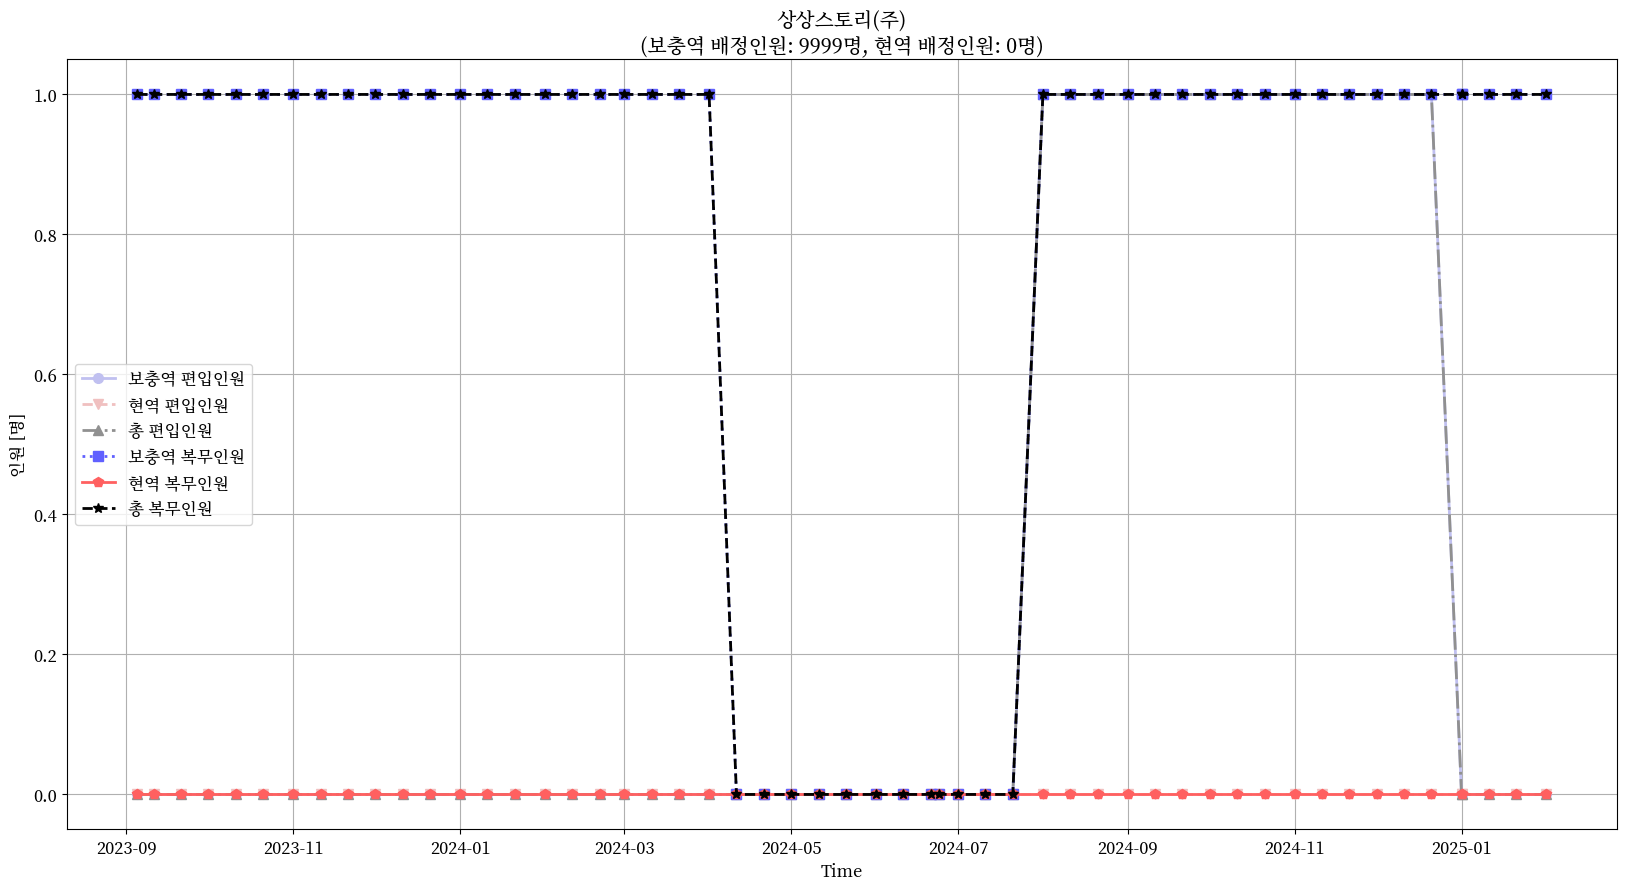 상상스토리(주)
(보충역 배정인원: 9999명, 현역 배정인원: 0명)
1.0
0.8
0.6
0.4
0.2
0.0
인원 [명]
보충역 편입인원
현역 편입인원
총 편입인원
보충역 복무인원
현역 복무인원
총 복무인원
2023-09 2023-11 2024-01 2024-03 2024-05 2024-07 2024-09 2024-11 2025-01
Time